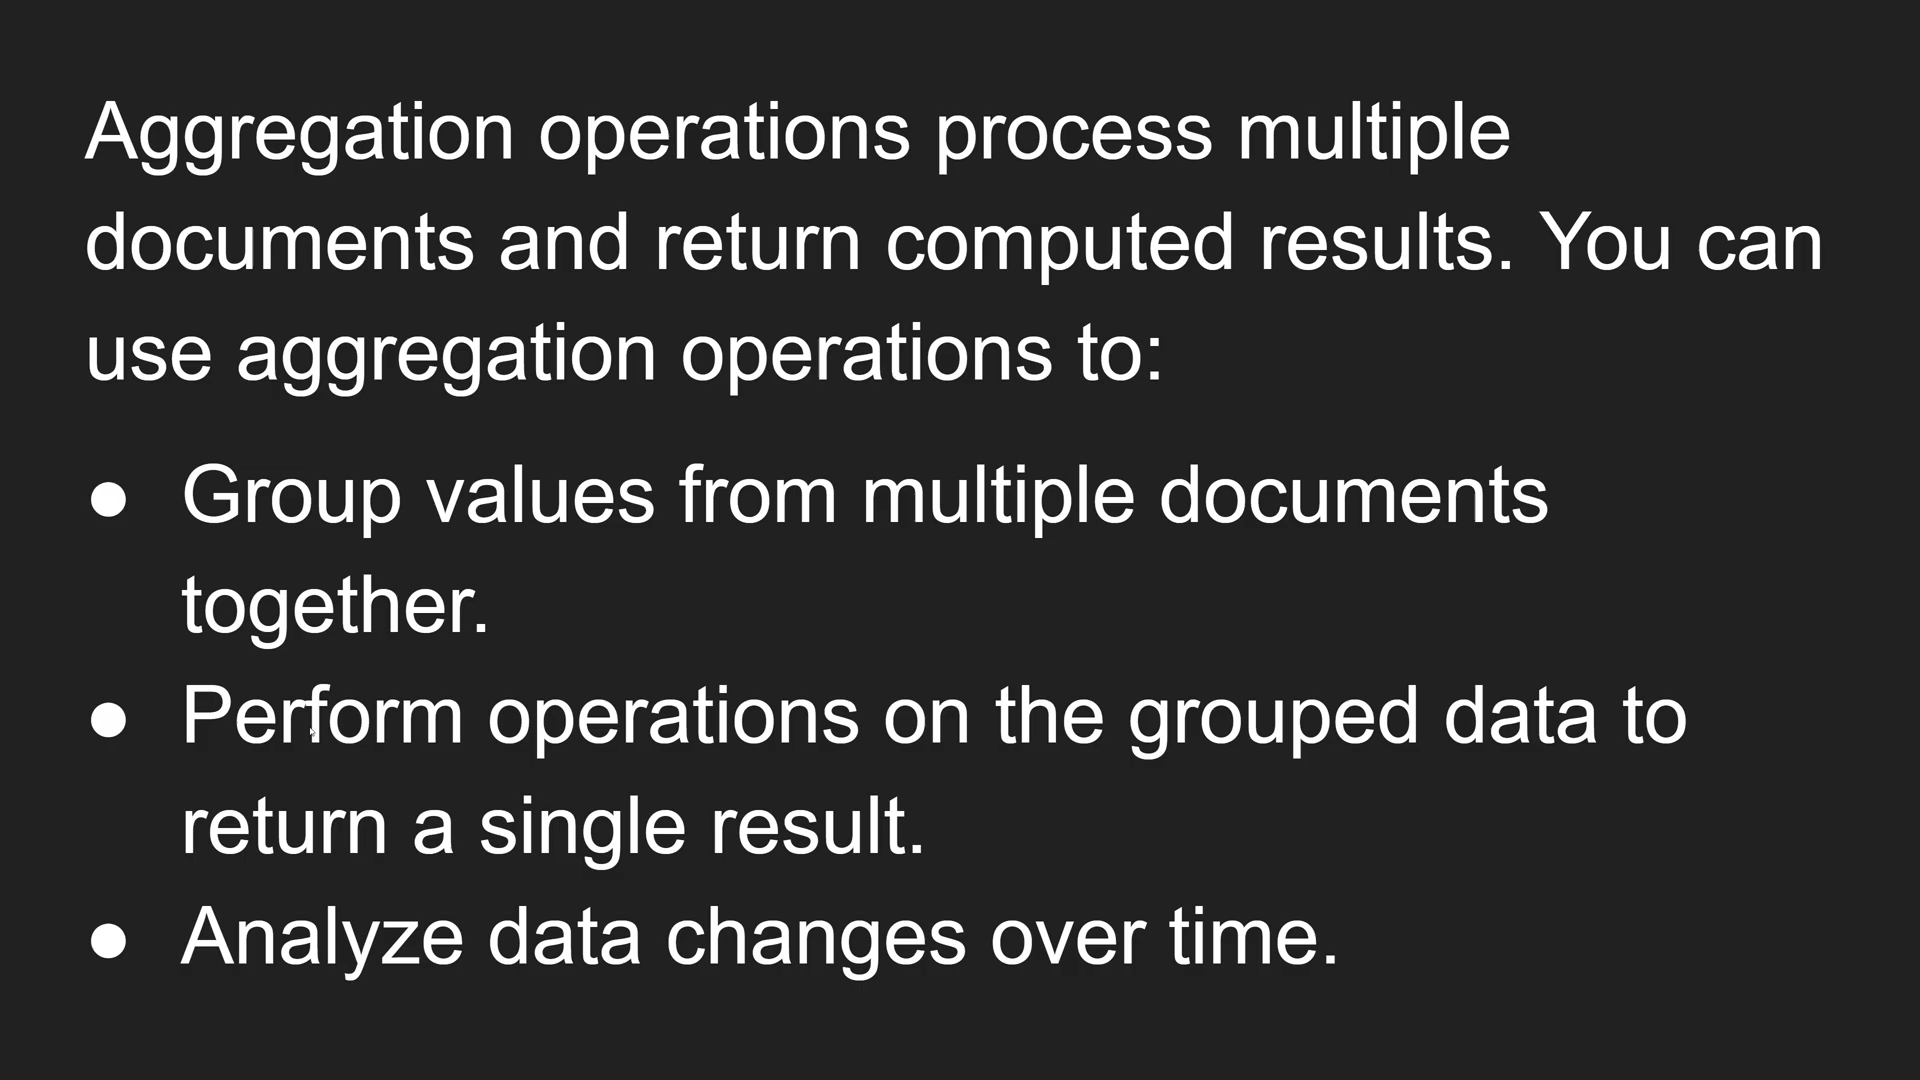 Aggregation operations process multiple
documents and return computed results. You can
use aggregation operations to:
● Group values from multiple documents
together.
● Perform operations on the grouped data to
return a single result.
● Analyze data changes over time.